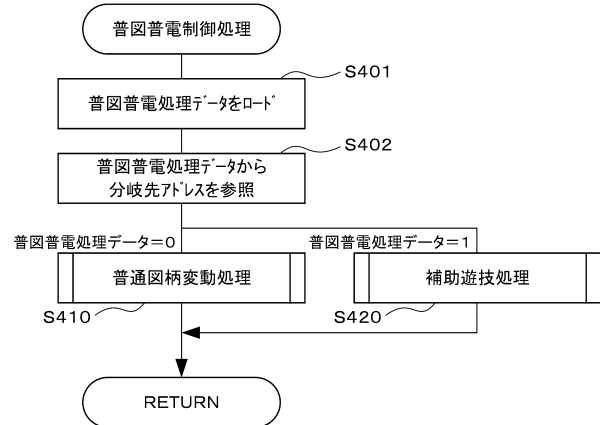 普図普電制御処理
S401
普図普電処理データをロード
S402
普図普電処理データから
分岐先アドレスを参照
普図普電処理データ=0
普図普電処理データ=1
普通図柄変動処理
補助遊技処理
S410
S420
RETURN